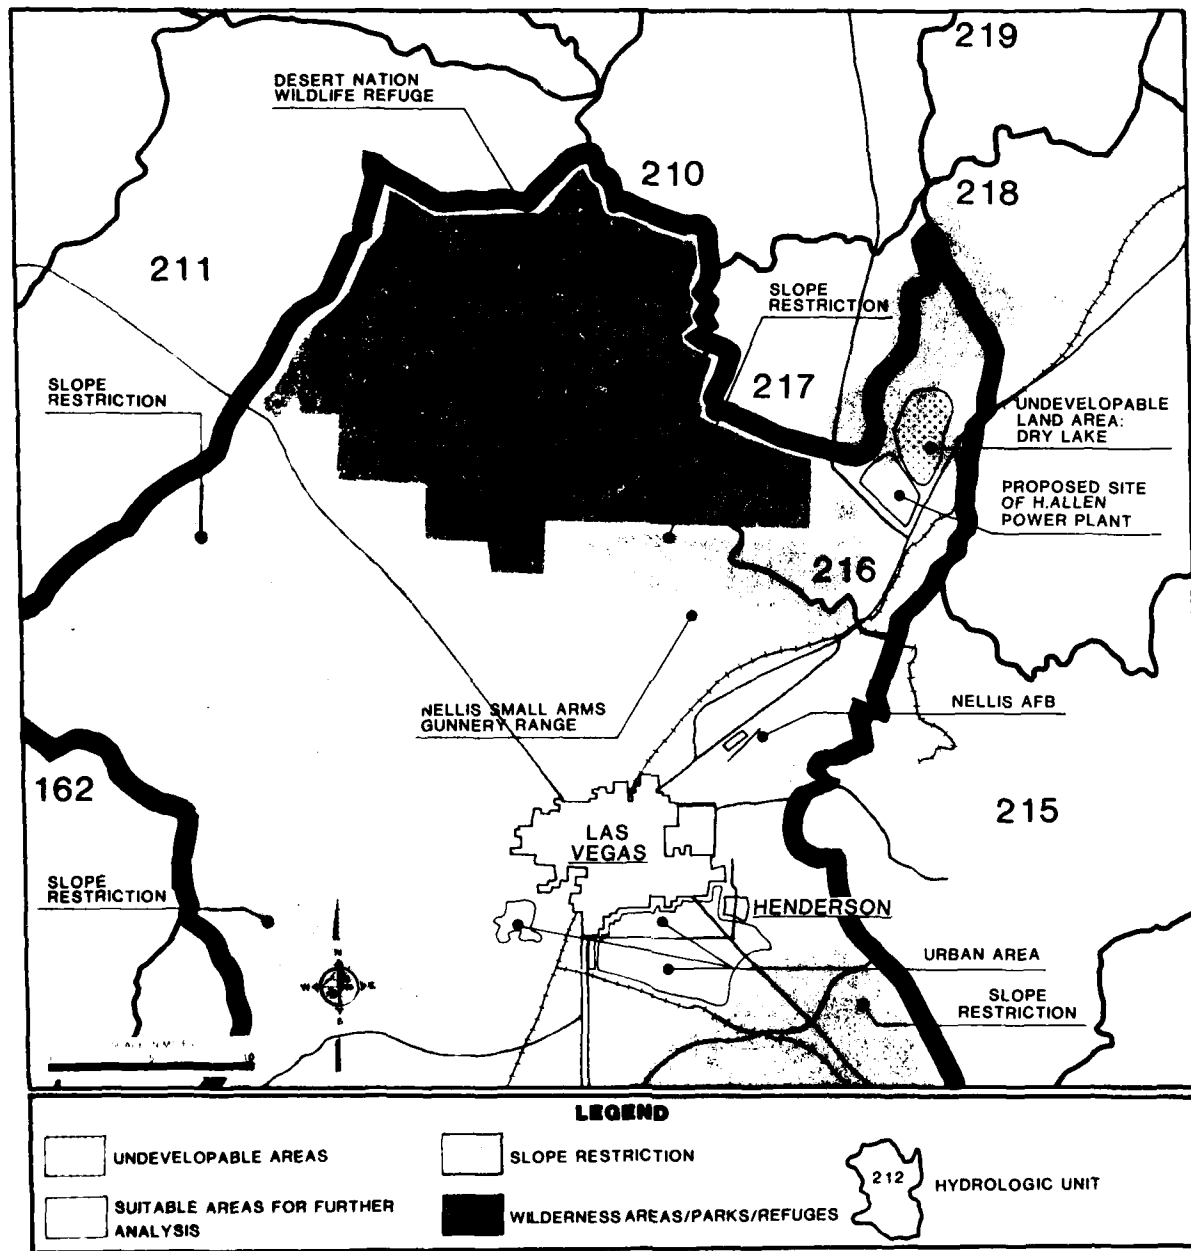 219
DESERT NATION
WILDLIFE REFUGE
210
218
211
SLOPE
RESTRICTION
SLOPE
RESTRICTION
217
UNDEVELOPABLE
LAND AREA:
DRY LAKE
PROPOSED SITE
OF H.ALLEN
POWER PLANT
216
NELLIS SMALL ARMS
GUNNERY RANGE
NELLIS AFB
162
215
LAS
VEGAS
SLOPE
RESTRICTION
HENDERSON
URBAN AREA
SLOPE
RESTRICTION
N
W
E
S
LEGEND
UNDEVELOPABLE AREAS
SLOPE RESTRICTION
212
HYDROLOGIC UNIT
SUITABLE AREAS FOR FURTHER
ANALYSIS
WILDERNESS AREAS/PARKS/REFUGES